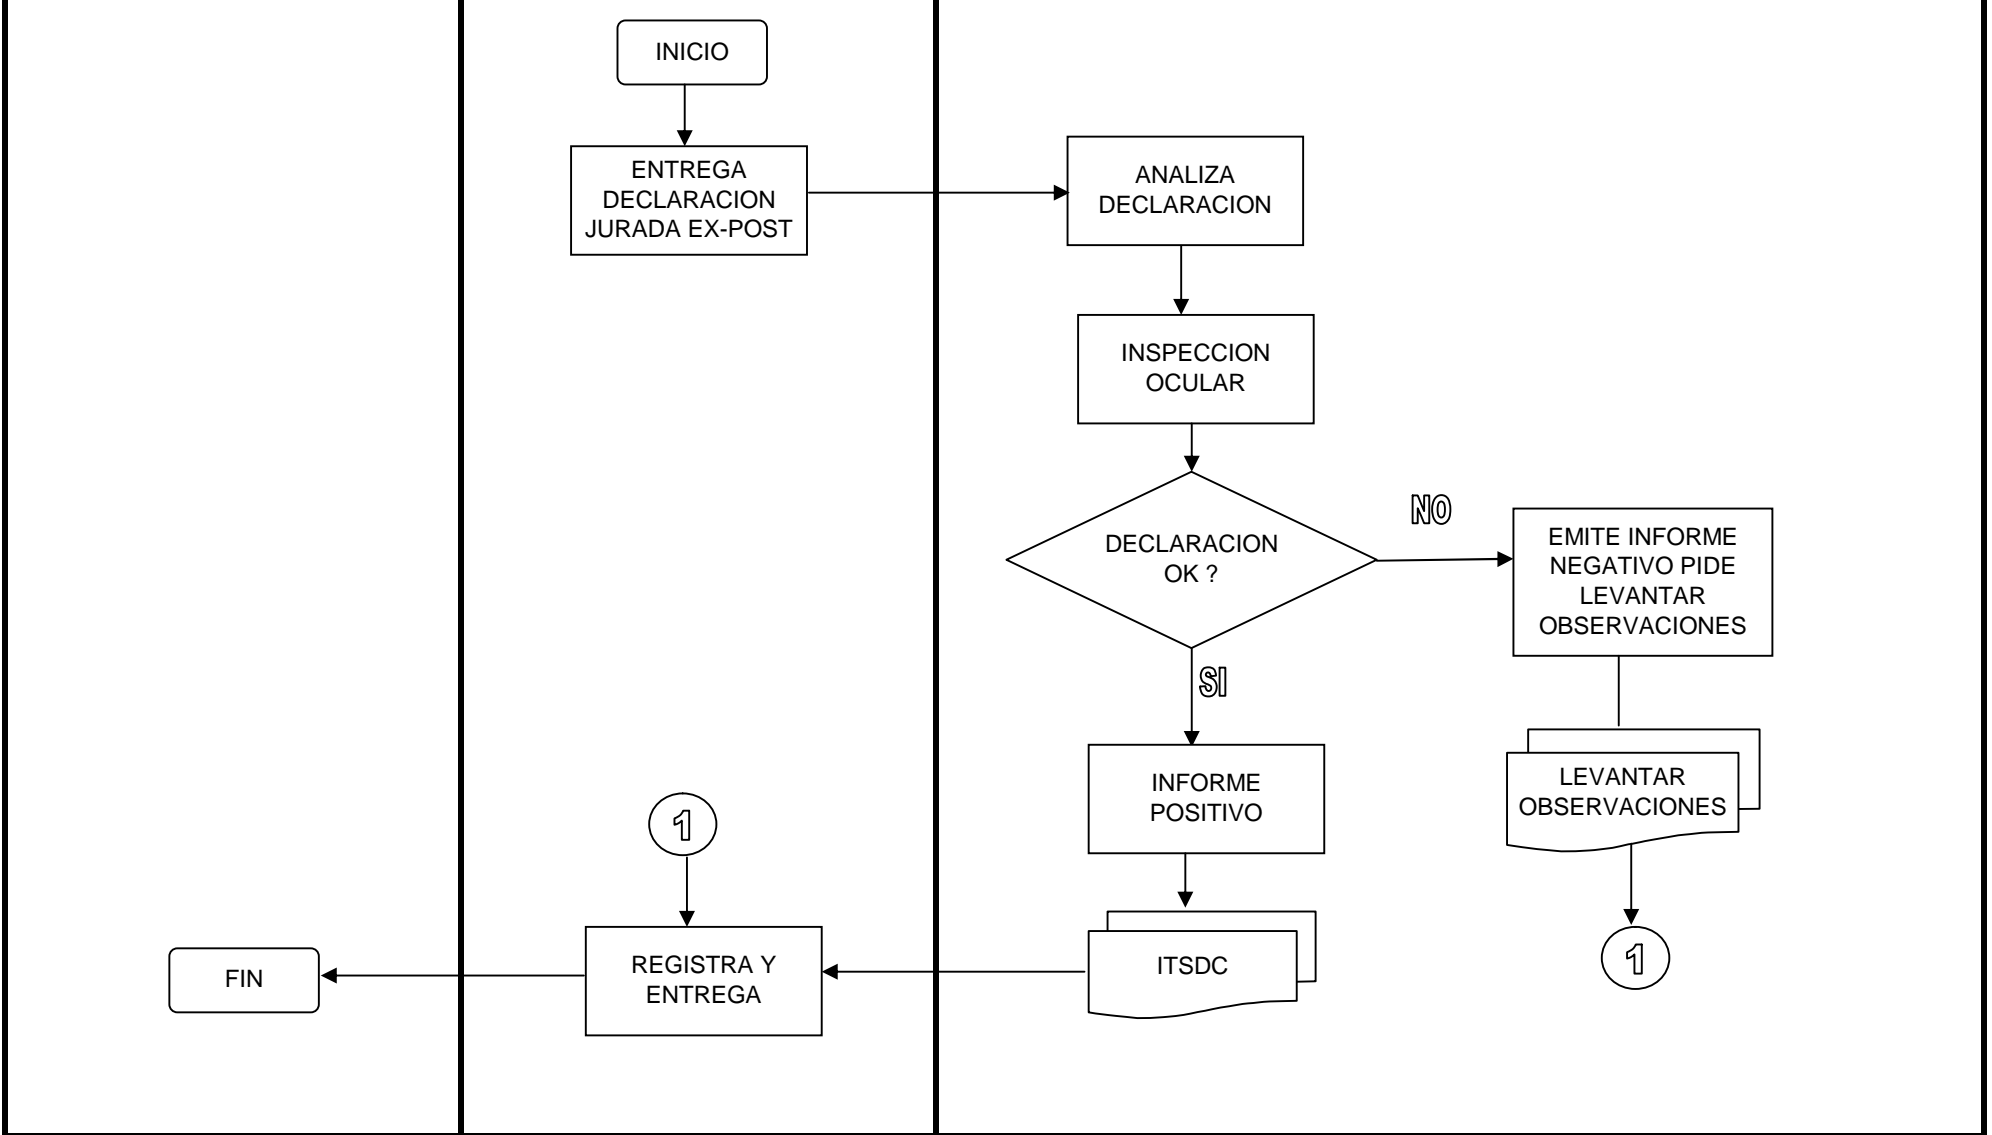 INICIO
ENTREGA
DECLARACION
JURADA EX-POST
ANALIZA
DECLARACION
INSPECCION
OCULAR
DECLARACION
OK ?
NO
EMITE INFORME
NEGATIVO PIDE
LEVANTAR
OBSERVACIONES
SI
INFORME
POSITIVO
LEVANTAR
OBSERVACIONES
1
REGISTRA Y
ENTREGA
FIN
ITSDC
1